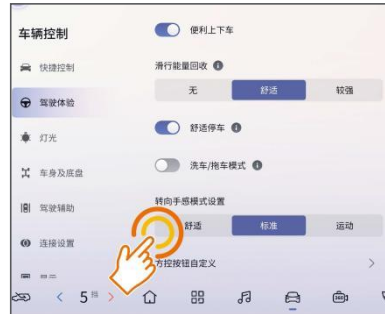 车辆控制
便利上下车
快捷控制
滑行能量回收
无 舒适 较强
驾驶体验
舒适停车
灯光
洗车/拖车模式
车身及底盘
转向手感模式设置
驾驶辅助
舒适 标准 运动
连接设置
方控按钮自定义
< 5 >